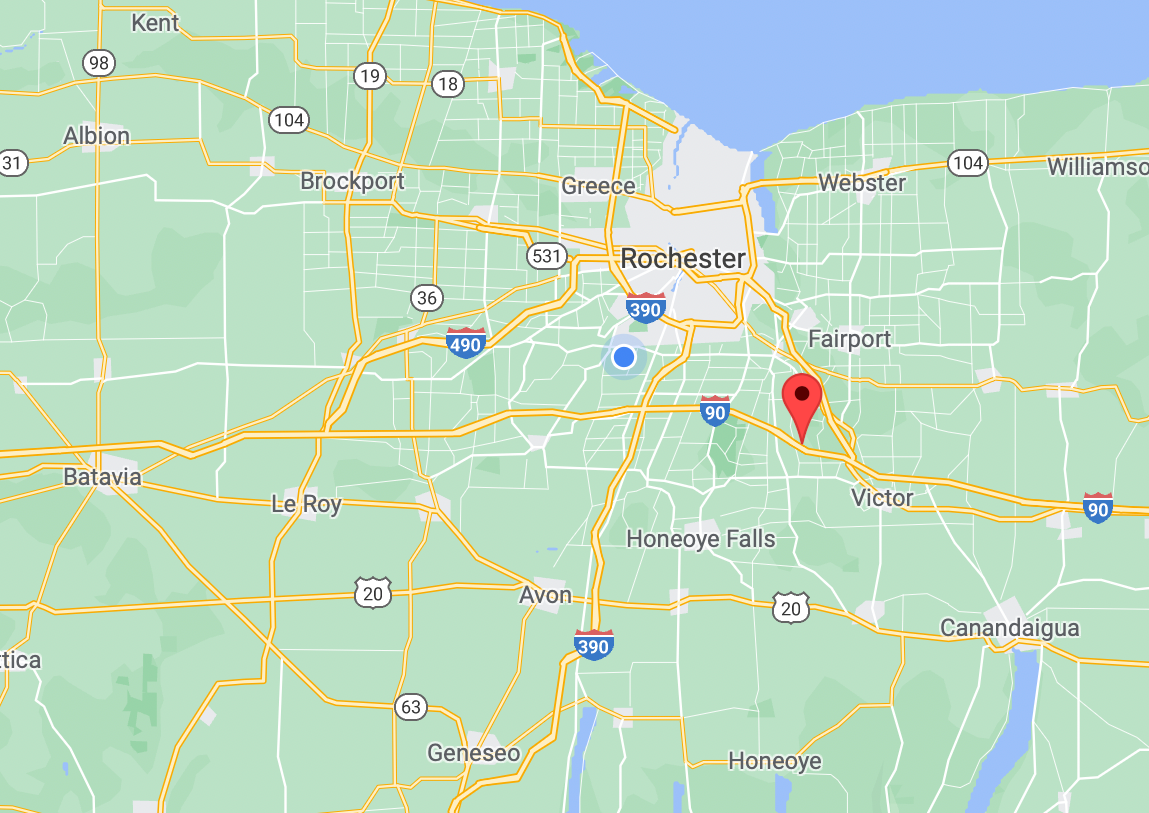 Kent
98
19
18
104
Albion
31
104
Williamso
Brockport
Greece
Webster
531
Rochester
36
390
490
Fairport
90
Batavia
Le Roy
Victor
90
Honeoye Falls
20
Avon
20
Canandaigua
390
ttica
63
Geneseo
Honeoye